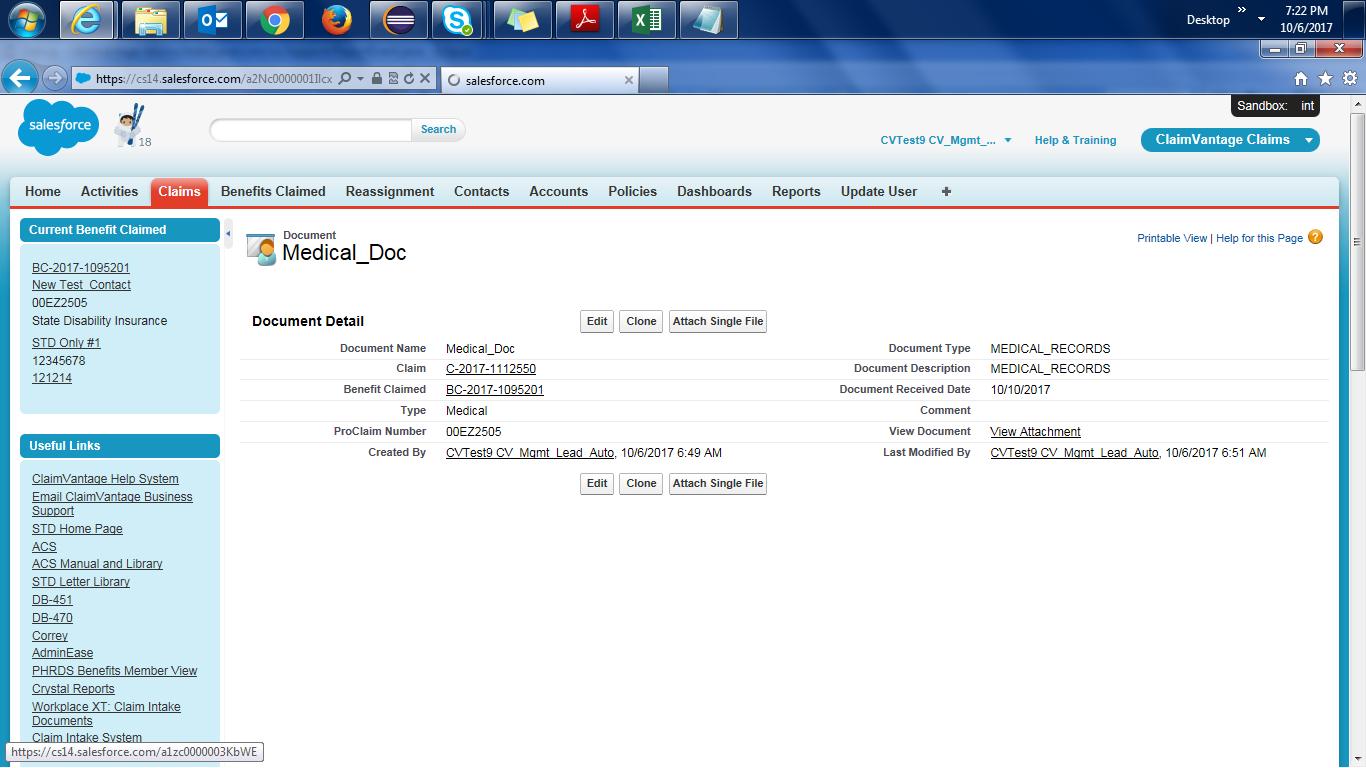 Desktop
»
7:22 PM
10/6/2017
https://cs14.salesforce.com/a2Nc0000001Ilcx
salesforce.com
Sandbox: int
salesforce
18
Search
CVTest9 CV_Mgmt_...
Help & Training
ClaimVantage Claims
Home Activities Claims Benefits Claimed Reassignment Contacts Accounts Policies Dashboards Reports Update User +
Current Benefit Claimed
BC-2017-1095201
New Test_Contact
00EZ2505
State Disability Insurance
STD Only #1
12345678
121214
Useful Links
ClaimVantage Help System
Email ClaimVantage Business
Support
STD Home Page
ACS
ACS Manual and Library
STD Letter Library
DB-451
DB-470
Correy
AdminEase
PHRDS Benefits Member View
Crystal Reports
Workplace XT: Claim Intake
Documents
Claim Intake System
Document
Medical_Doc
Printable View | Help for this Page ?
Document Detail Edit Clone Attach Single File
Document Name Medical_Doc Document Type MEDICAL_RECORDS
Claim C-2017-1112550 Document Description MEDICAL_RECORDS
Benefit Claimed BC-2017-1095201 Document Received Date 10/10/2017
Type Medical Comment
ProClaim Number 00EZ2505 View Document View Attachment
Created By CVTest9 CV_Mgmt_Lead_Auto, 10/6/2017 6:49 AM Last Modified By CVTest9 CV_Mgmt_Lead_Auto, 10/6/2017 6:51 AM
Edit Clone Attach Single File
https://cs14.salesforce.com/a1zc0000003KbWE